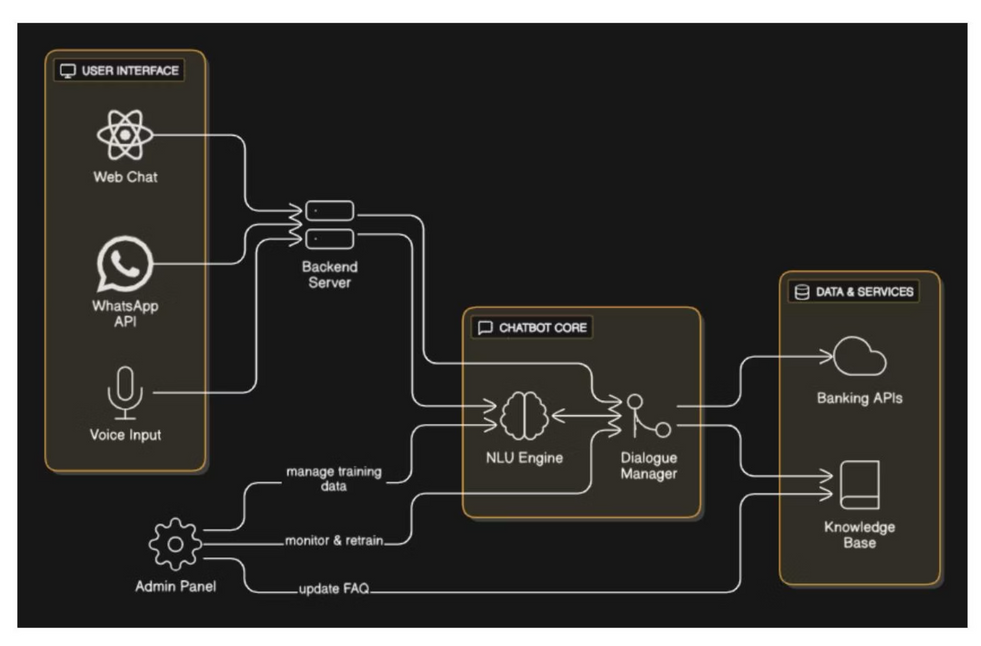 USER INTERFACE
Web Chat
WhatsApp
API
Voice Input
Backend
Server
CHATBOT CORE
NLU Engine
Dialogue
Manager
DATA & SERVICES
Banking APIs
Knowledge
Base
manage training
data
monitor & retrain
update FAQ
Admin Panel